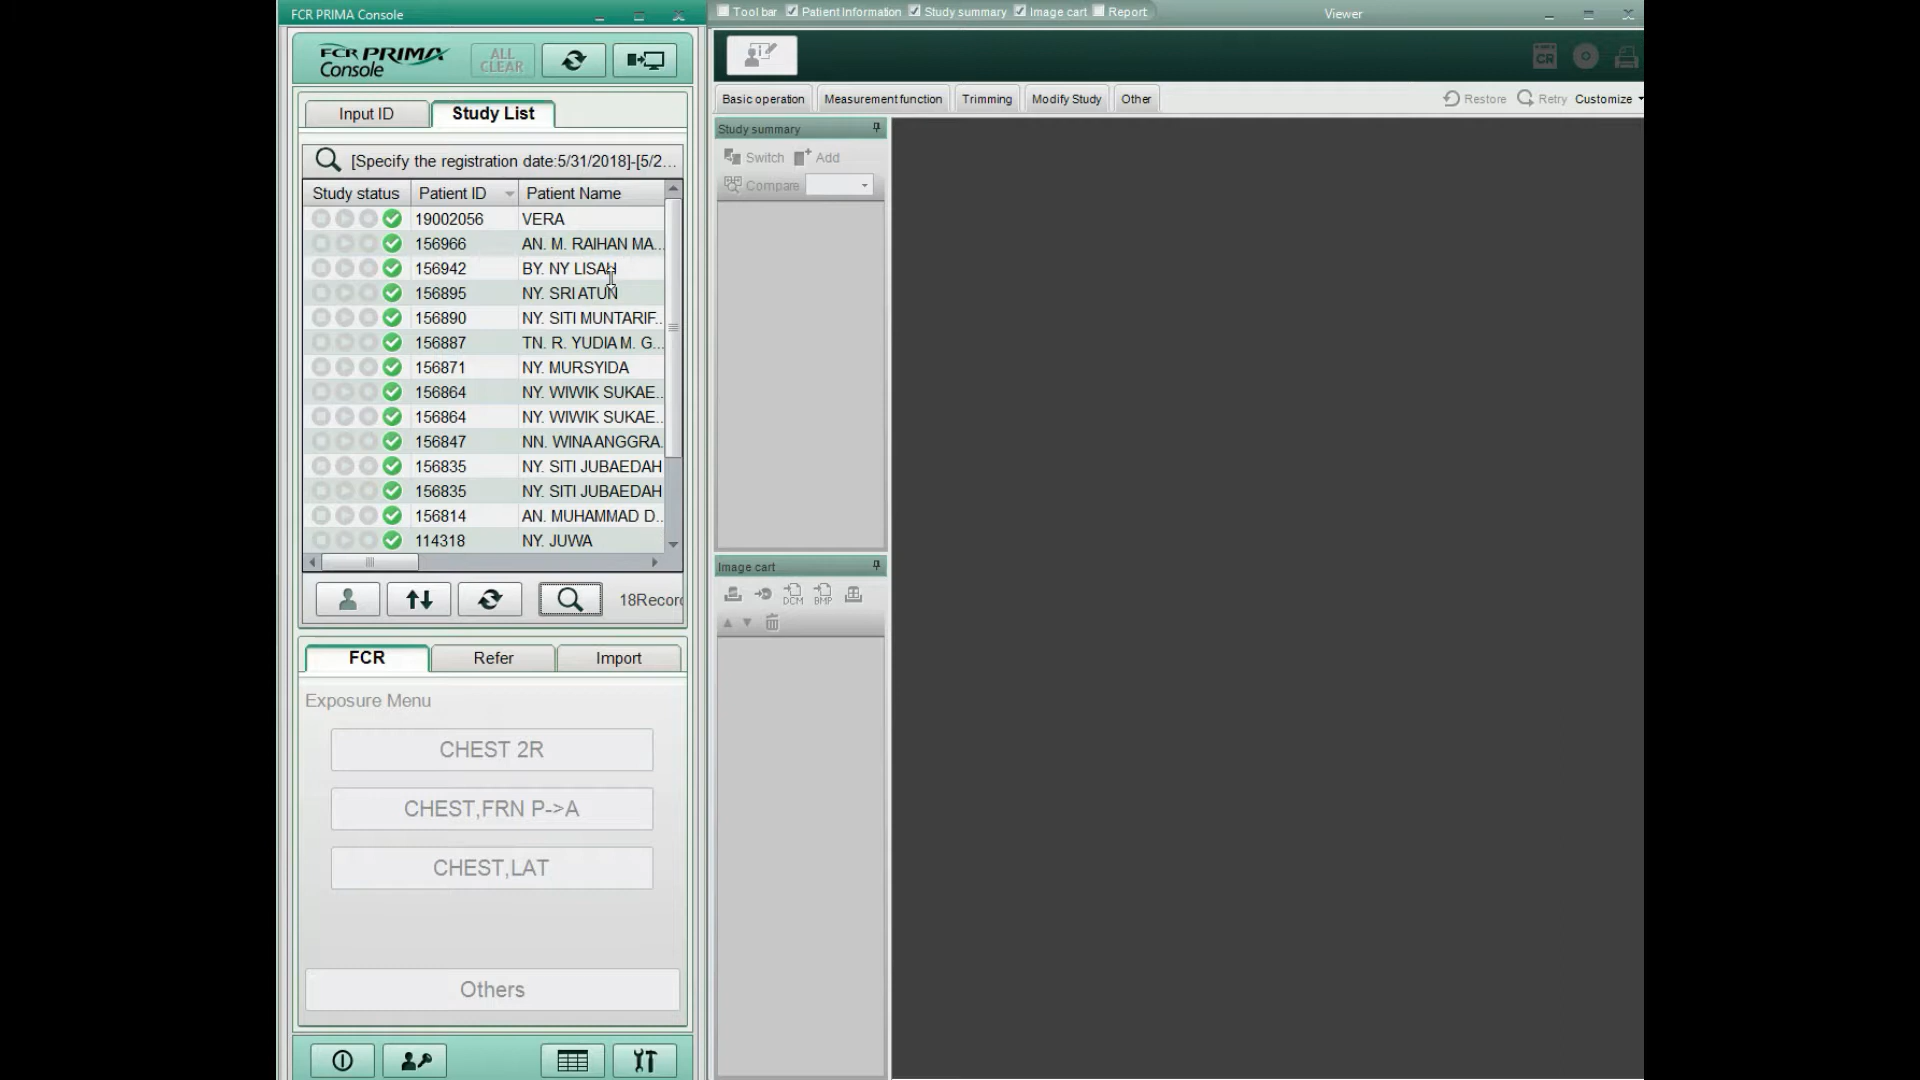 FCR PRIMA Console
FCR PRIMA
Console
ALL
CLEAR
Input ID
Study List
[Specify the registration date:5/31/2018]-[5/2...
Study status Patient ID Patient Name
19002056 VERA
156966 AN. M. RAIHAN MA...
156942 BY. NY LISAH
156895 NY. SRI ATUN
156890 NY. SITI MUNTARIF..
156887 TN. R. YUDIA M. G...
156871 NY. MURSYIDA
156864 NY. WIWIK SUKAE..
156864 NY. WIWIK SUKAE..
156847 NN. WINA ANGGRA.
156835 NY. SITI JUBAEDAH
156835 NY. SITI JUBAEDAH
156814 AN. MUHAMMAD D..
114318 NY. JUWA
18Record
FCR Refer Import
Exposure Menu
CHEST 2R
CHEST,FRN P->A
CHEST,LAT
Others
Tool bar Patient Information Study summary Image cart Report
Viewer
CR
Basic operation Measurement function Trimming Modify Study Other
Restore Retry Customize
Study summary
Switch Add
Compare
Image cart
DCM BMP